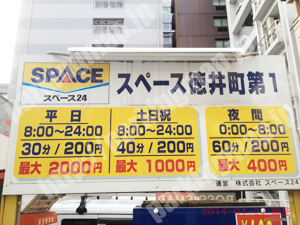 SPACE
スペース24
スペース徳井町第1
平日
8:00〜24:00
30分/200円
最大 2000円
土日祝
8:00〜24:00
40分/200円
最大 1000円
夜間
0:00〜8:00
60分/200円
最大 400円
運営 株式会社 スペース24